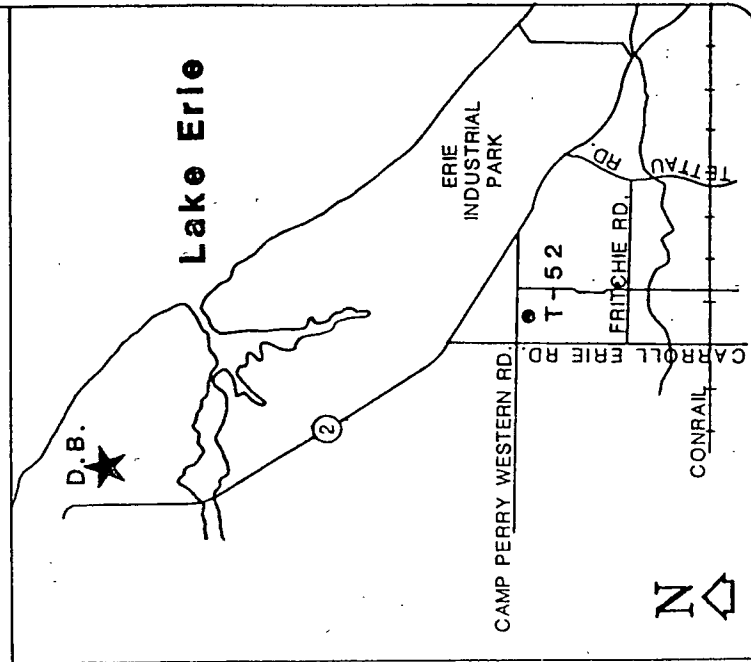 D.B.
Lake Erie
ERIE
INDUSTRIAL
PARK
2
CAMP PERRY WESTERN RD.
T-52
CARROLL ERIE RD.
FRITCHIE RD.
TETTAU RD.
CONRAIL
N